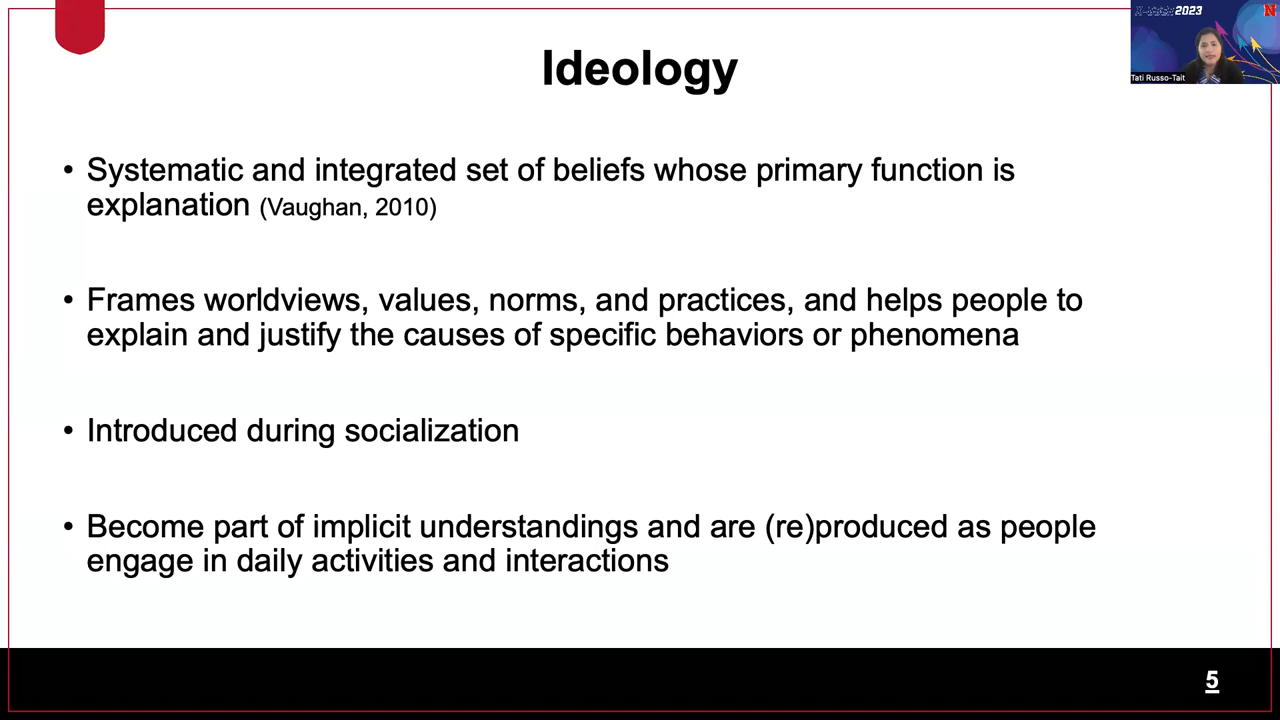 Ideology
2023
N
Tati Russo-Tait
• Systematic and integrated set of beliefs whose primary function is
explanation (Vaughan, 2010)
• Frames worldviews, values, norms, and practices, and helps people to
explain and justify the causes of specific behaviors or phenomena
• Introduced during socialization
• Become part of implicit understandings and are (re)produced as people
engage in daily activities and interactions
5